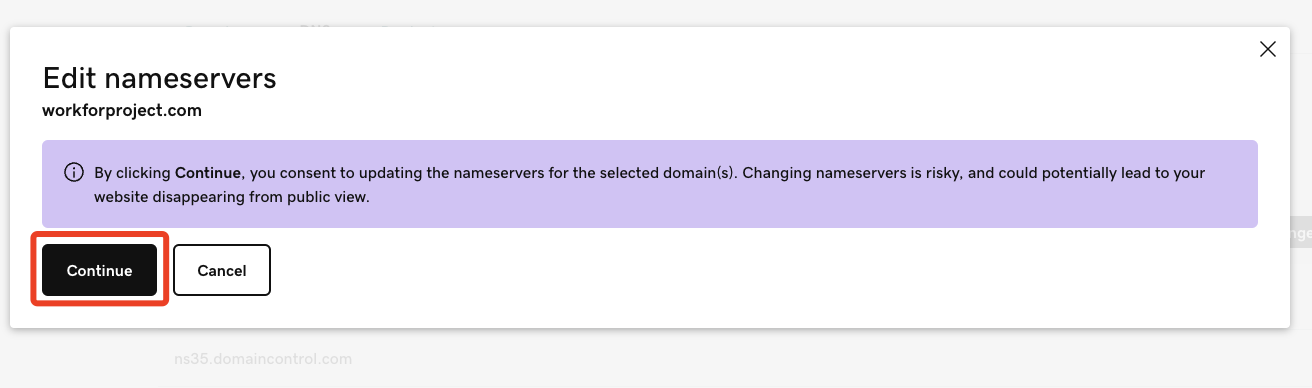 Edit nameservers
workforproject.com
By clicking Continue, you consent to updating the nameservers for the selected domain(s). Changing nameservers is risky, and could potentially lead to your
website disappearing from public view.
Continue
Cancel
ns35.domaincontrol.com